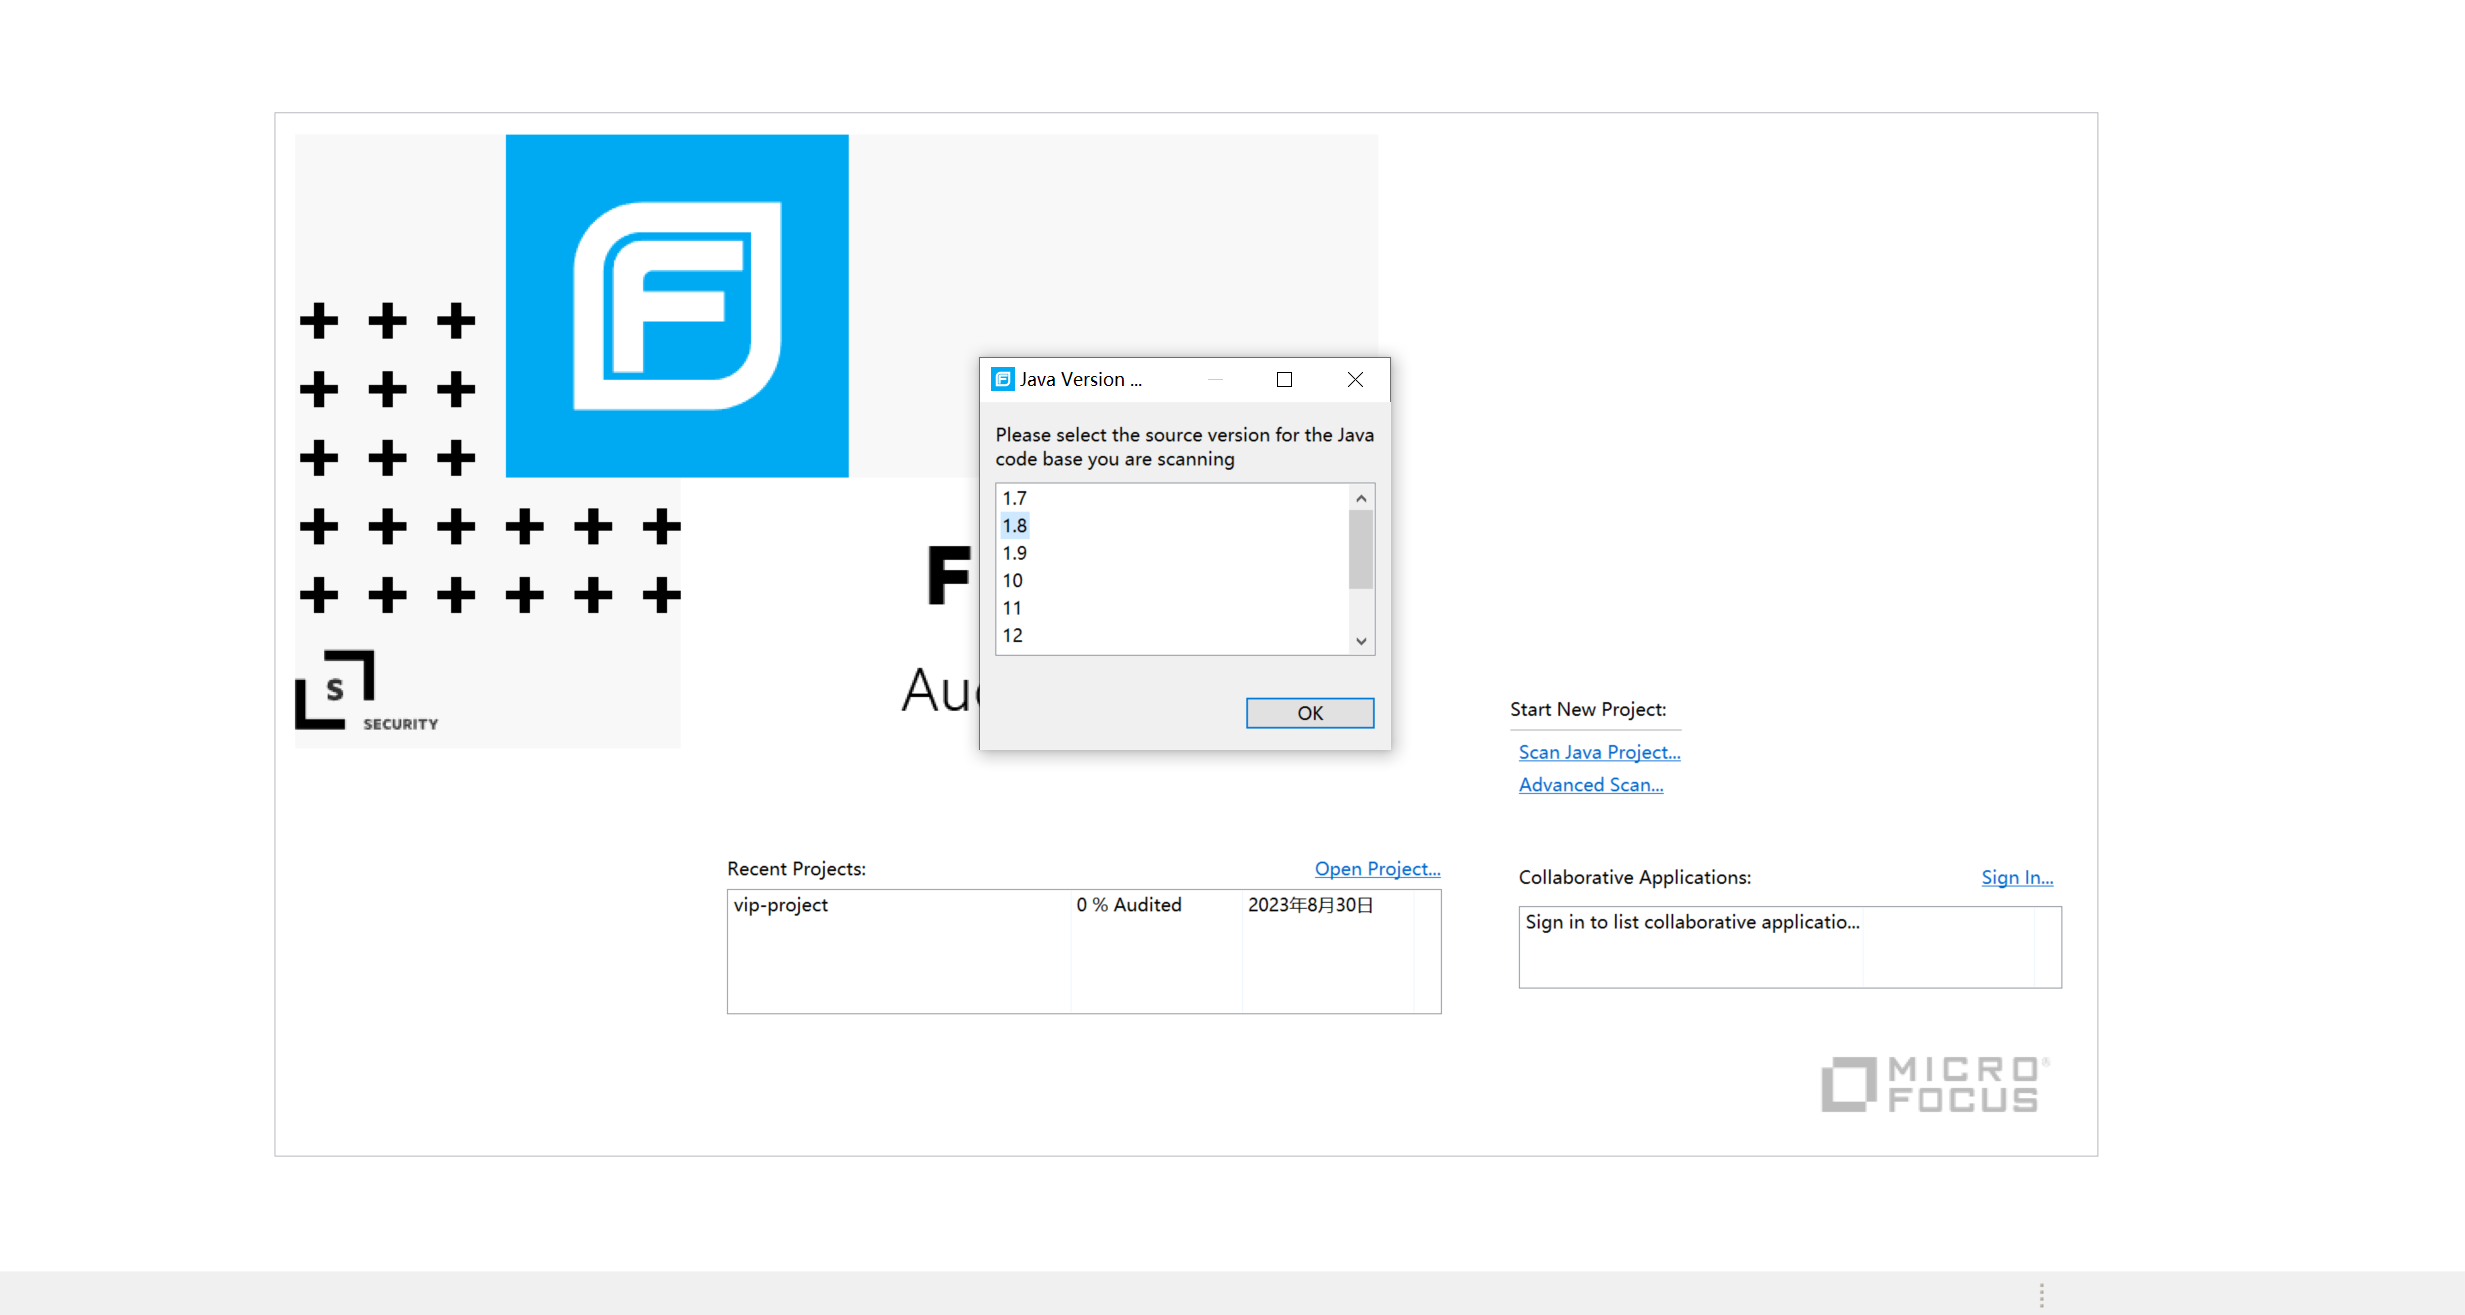 Java Version ...
Please select the source version for the Java
code base you are scanning
1.7
1.8
1.9
10
11
12
OK
F
Au
S
SECURITY
Start New Project:
Scan Java Project...
Advanced Scan...
Recent Projects:
Open Project...
vip-project
0 % Audited
2023年8月30日
Collaborative Applications:
Sign In...
Sign in to list collaborative applicatio...
MICRO®
FOCUS